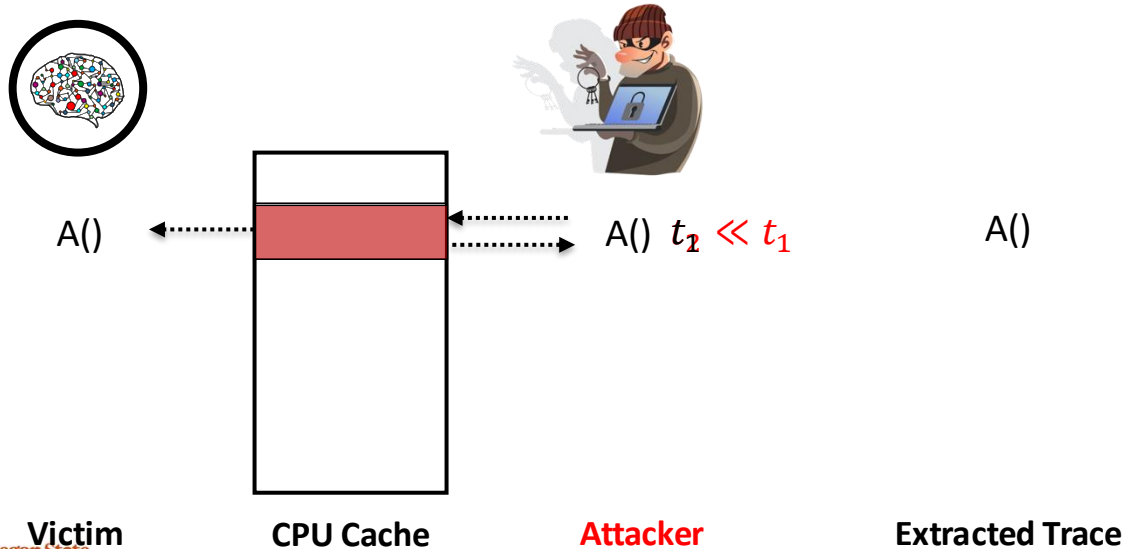 A() A() t₂ ≪ t₁ A()
Victim CPU Cache Attacker Extracted Trace